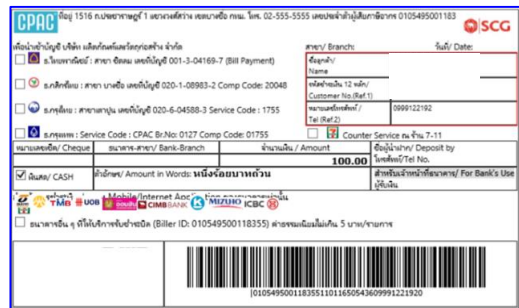 CPAC ที่อยู่ 1516 ถ.ประชาราษฎร์ 1 แขวงวงศ์สว่าง เขตบางซื่อ กทม. โทร. 02-555-5555 เลขประจำตัวผู้เสียภาษีอากร 0105495001183 SCG
เพื่อนำเข้าบัญชี บริษัท ผลิตภัณฑ์และวัตถุก่อสร้าง จำกัด
สาขา/ Branch: วันที่/ Date:
ธ.ไทยพาณิชย์ : สาขา ชิดลม เลขที่บัญชี 001-3-04169-7 (Bill Payment)
ชื่อลูกค้า/
Name
ธ.กสิกรไทย : สาขา บางซื่อ เลขที่บัญชี 020-1-08983-2 Comp Code: 20048
รหัสชำระเงิน 12 หลัก/
Customer No.(Ref.1)
ธ.กรุงไทย : สาขาเตาปูน เลขที่บัญชี 020-6-04588-3 Service Code : 1755
หมายเลขโทรศัพท์ / 0999122192
Tel (Ref.2)
ธ.กรุงเทพ : Service Code : CPAC Br.No: 0127 Comp Code: 01755
Counter Service ณ ร้าน 7-11
หมายเลขเช็ค/ Cheque ธนาคาร-สาขา/ Bank-Branch จำนวนเงิน / Amount ชื่อผู้นำฝาก/ Deposit by
100.00 โทรศัพท์/Tel No.
เงินสด/ CASH ตัวอักษร/ Amount in Words: หนึ่งร้อยบาทถ้วน สำหรับเจ้าหน้าที่ธนาคาร/ For Bank's Use
ผู้รับเงิน
Mobile/Internet
TMB UOB ออมสิน CIMB BANK MIZUHO ICBC
ธนาคารอื่น ๆ ที่ให้บริการรับชำระบิล (Biller ID: 010549500118355) ค่าธรรมเนียมไม่เกิน 5 บาท/รายการ
|01054950011835511011650543609991221920